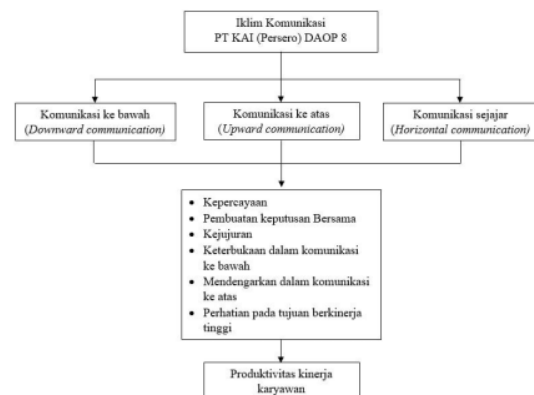 Iklim Komunikasi
PT KAI (Persero) DAOP 8
Komunikasi ke bawah
(Downward communication)
Komunikasi ke atas
(Upward communication)
Komunikasi sejajar
(Horizontal communication)
• Kepercayaan
• Pembuatan keputusan Bersama
• Kejujuran
• Keterbukaan dalam komunikasi
ke bawah
• Mendengarkan dalam komunikasi
ke atas
• Perhatian pada tujuan berkinerja
tinggi
Produktivitas kinerja
karyawan